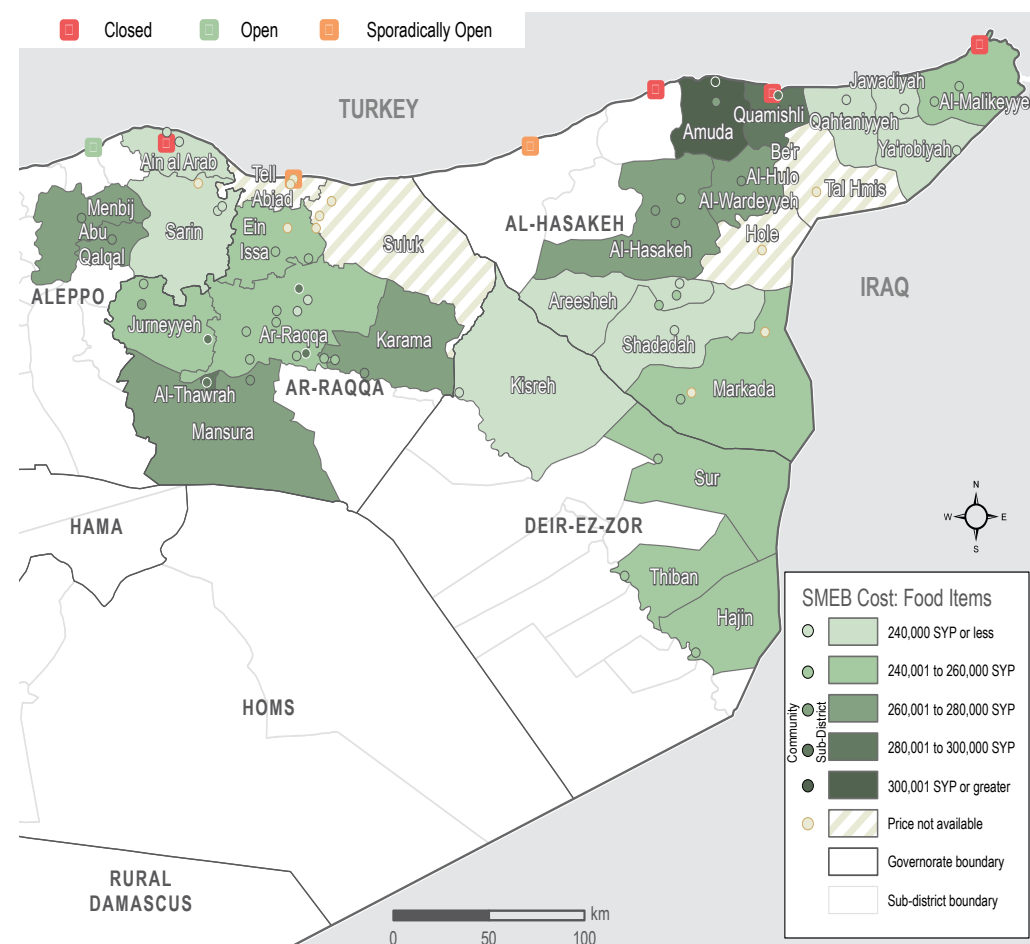 Closed
Open
Sporadically Open
TURKEY
Jawadiyah
Al-Malikeyye
Quamishli
Qahtaniyyeh
Amuda
Ya'robiyah
Ain al Arab
Be'r
Al-Hulo
Al-Wardeyyeh
Tal Hmis
Tell
Abjad
Menbij
Abu
Qalqal
Sarin
Ein
Issa
Suluk
AL-HASAKEH
Hole
Al-Hasakeh
IRAQ
ALEPPO
Areesheh
Jurneyyeh
Ar-Raqqa
Karama
Shadadah
Kisreh
Markada
Al-Thawrah
AR-RAQQA
Mansura
Sur
HAMA
DEIR-EZ-ZOR
N
W
E
S
Thiban
Hajin
HOMS
RURAL
DAMASCUS
SMEB Cost: Food Items
240,000 SYP or less
240,001 to 260,000 SYP
260,001 to 280,000 SYP
280,001 to 300,000 SYP
300,001 SYP or greater
Price not available
Governorate boundary
Sub-district boundary
Community
Sub-District
km
0
50
100